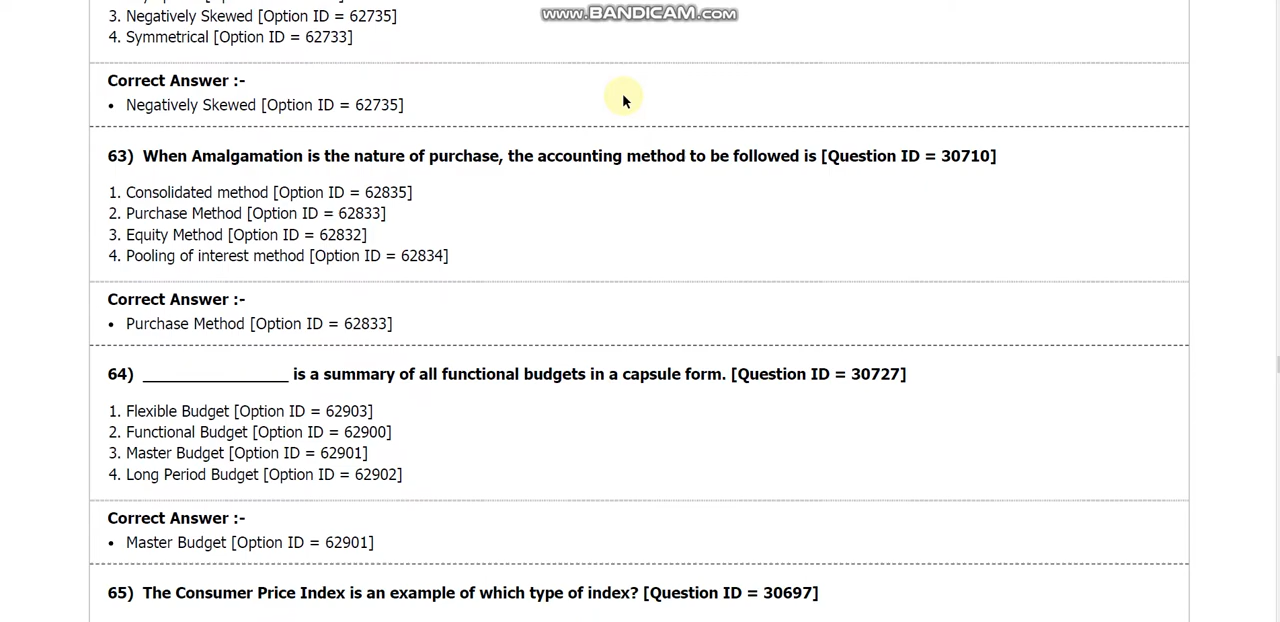 www.BANDICAM.com
3. Negatively Skewed [Option ID = 62735]
4. Symmetrical [Option ID = 62733]
Correct Answer :-
• Negatively Skewed [Option ID = 62735]
63) When Amalgamation is the nature of purchase, the accounting method to be followed is [Question ID = 30710]
1. Consolidated method [Option ID = 62835]
2. Purchase Method [Option ID = 62833]
3. Equity Method [Option ID = 62832]
4. Pooling of interest method [Option ID = 62834]
Correct Answer :-
• Purchase Method [Option ID = 62833]
64) _________________ is a summary of all functional budgets in a capsule form. [Question ID = 30727]
1. Flexible Budget [Option ID = 62903]
2. Functional Budget [Option ID = 62900]
3. Master Budget [Option ID = 62901]
4. Long Period Budget [Option ID = 62902]
Correct Answer :-
• Master Budget [Option ID = 62901]
65) The Consumer Price Index is an example of which type of index? [Question ID = 30697]